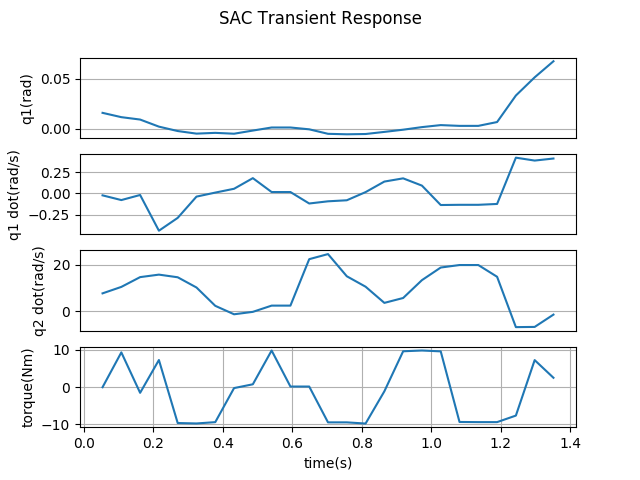 SAC Transient Response
q1(rad)
0.05
0.00
q1 dot(rad/s)
0.25
0.00
−0.25
q2 dot(rad/s)
20
0
torque(Nm)
10
0
−10
0.0 0.2 0.4 0.6 0.8 1.0 1.2 1.4
time(s)